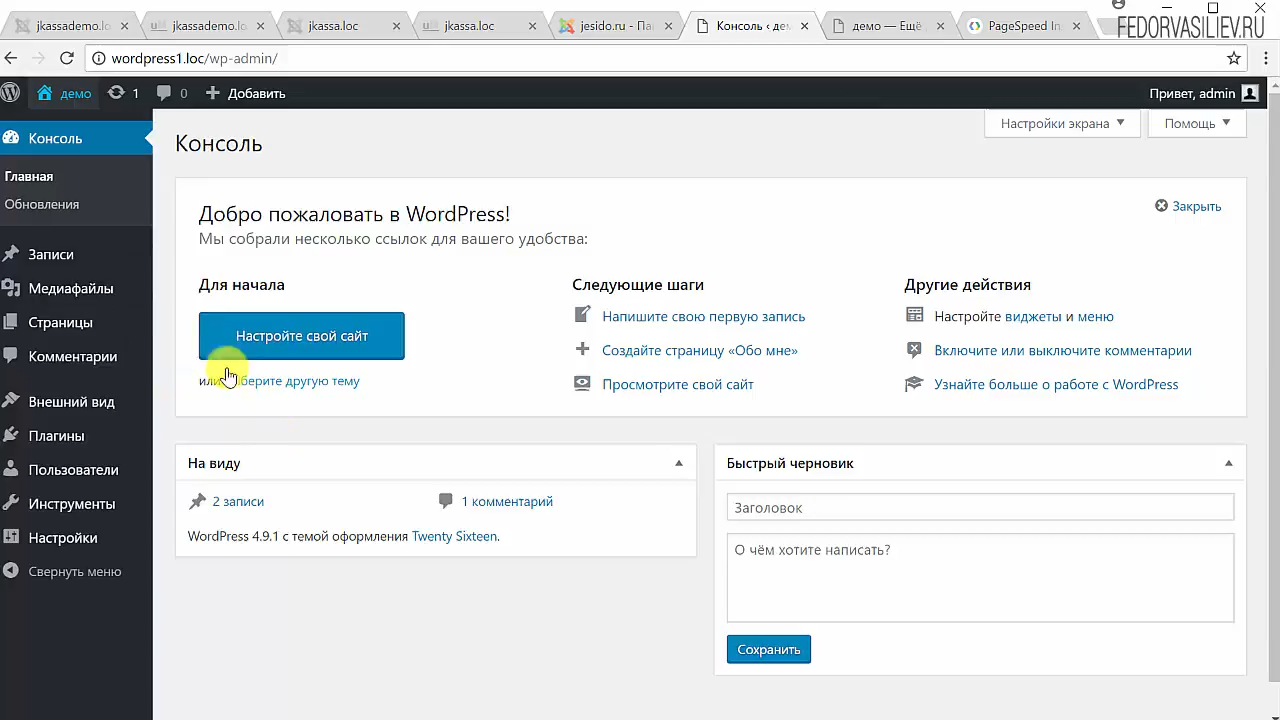 jkassademo.lo
jkassademo.lo
jkassa.loc
jkassa.loc
jesido.ru - Па
Консоль ‹ де
демо — Ещё
PageSpeed In
FEDORVASILIEV.RU
wordpress1.loc/wp-admin/
демо
1
0
Добавить
Привет, admin
Консоль
Главная
Обновления
Записи
Медиафайлы
Страницы
Комментарии
Внешний вид
Плагины
Пользователи
Инструменты
Настройки
Свернуть меню
Консоль
Настройки экрана
Помощь
Добро пожаловать в WordPress!
Мы собрали несколько ссылок для вашего удобства:
Закрыть
Для начала
Настройте свой сайт
или берите другую тему
Следующие шаги
Напишите свою первую запись
Создайте страницу «Обо мне»
Просмотрите свой сайт
Другие действия
Настройте виджеты и меню
Включите или выключите комментарии
Узнайте больше о работе с WordPress
На виду
2 записи
1 комментарий
WordPress 4.9.1 с темой оформления Twenty Sixteen.
Быстрый черновик
Заголовок
О чём хотите написать?
Сохранить